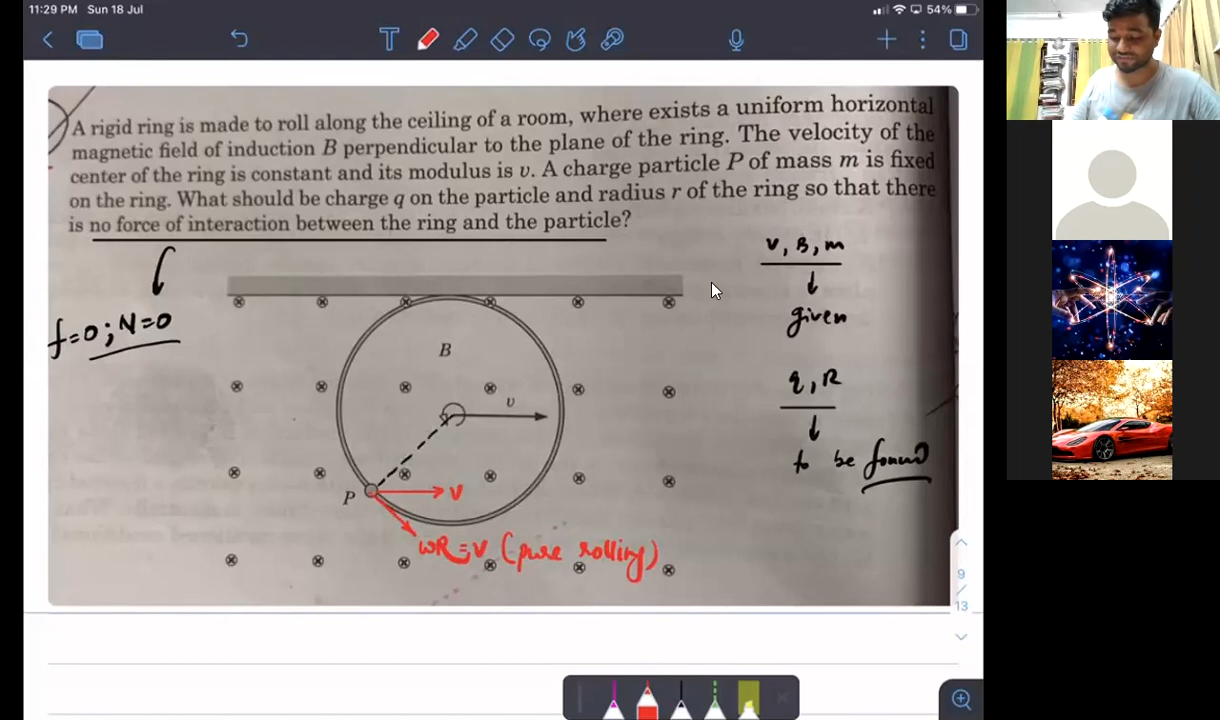 11:29 PM Sun 18 Jul
54%
A rigid ring is made to roll along the ceiling of a room, where exists a uniform horizontal
magnetic field of induction B perpendicular to the plane of the ring. The velocity of the
center of the ring is constant and its modulus is v. A charge particle P of mass m is fixed
on the ring. What should be charge q on the particle and radius r of the ring so that there
is no force of interaction between the ring and the particle?
v, B, m
given
f=0; N=0
B
q, R
υ
to be found
P
v
ωR=v (pure rolling)
9
13